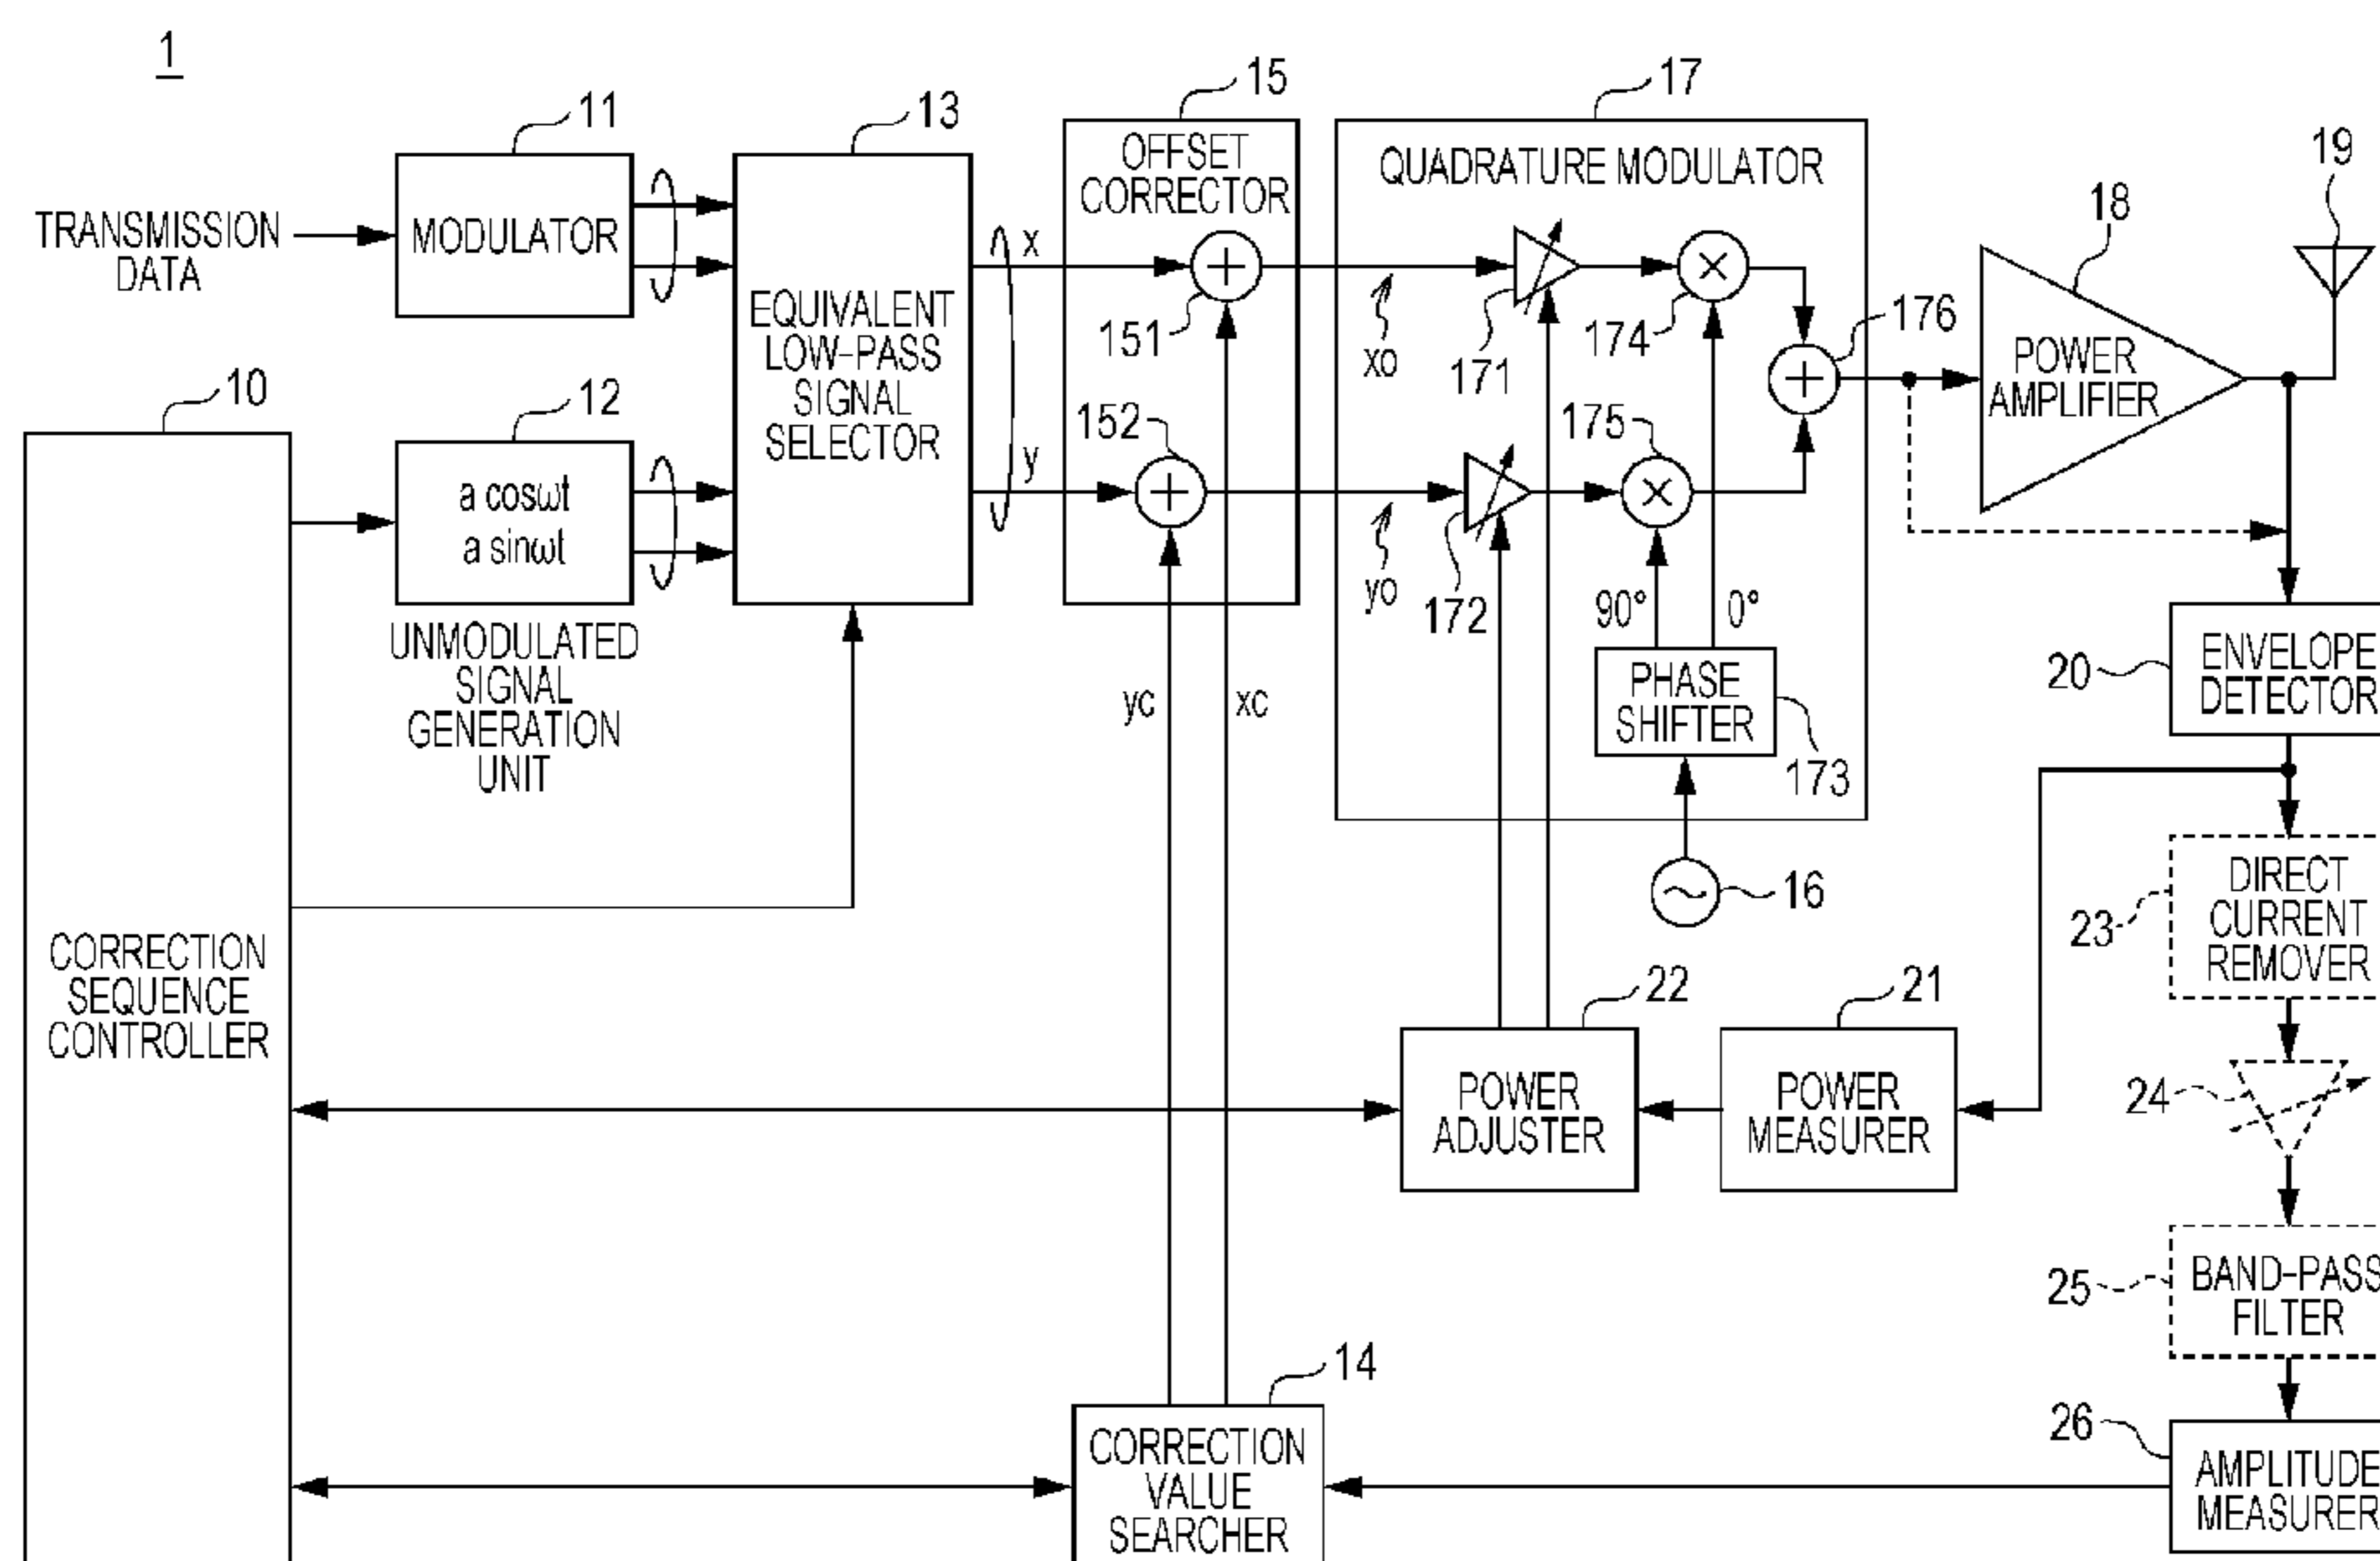 1
11
TRANSMISSION
DATA
MODULATOR
13
EQUIVALENT
LOW-PASS
SIGNAL
SELECTOR
x
y
15
OFFSET
CORRECTOR
151
152
17
QUADRATURE MODULATOR
xo
171
174
176
yo
172
175
90°
0°
PHASE
SHIFTER
173
16
18
POWER
AMPLIFIER
19
10
CORRECTION
SEQUENCE
CONTROLLER
12
a cosωt
a sinωt
UNMODULATED
SIGNAL
GENERATION
UNIT
yc
xc
20
ENVELOPE
DETECTOR
23
DIRECT
CURRENT
REMOVER
22
POWER
ADJUSTER
21
POWER
MEASURER
24
25
BAND-PASS
FILTER
14
CORRECTION
VALUE
SEARCHER
26
AMPLITUDE
MEASURER